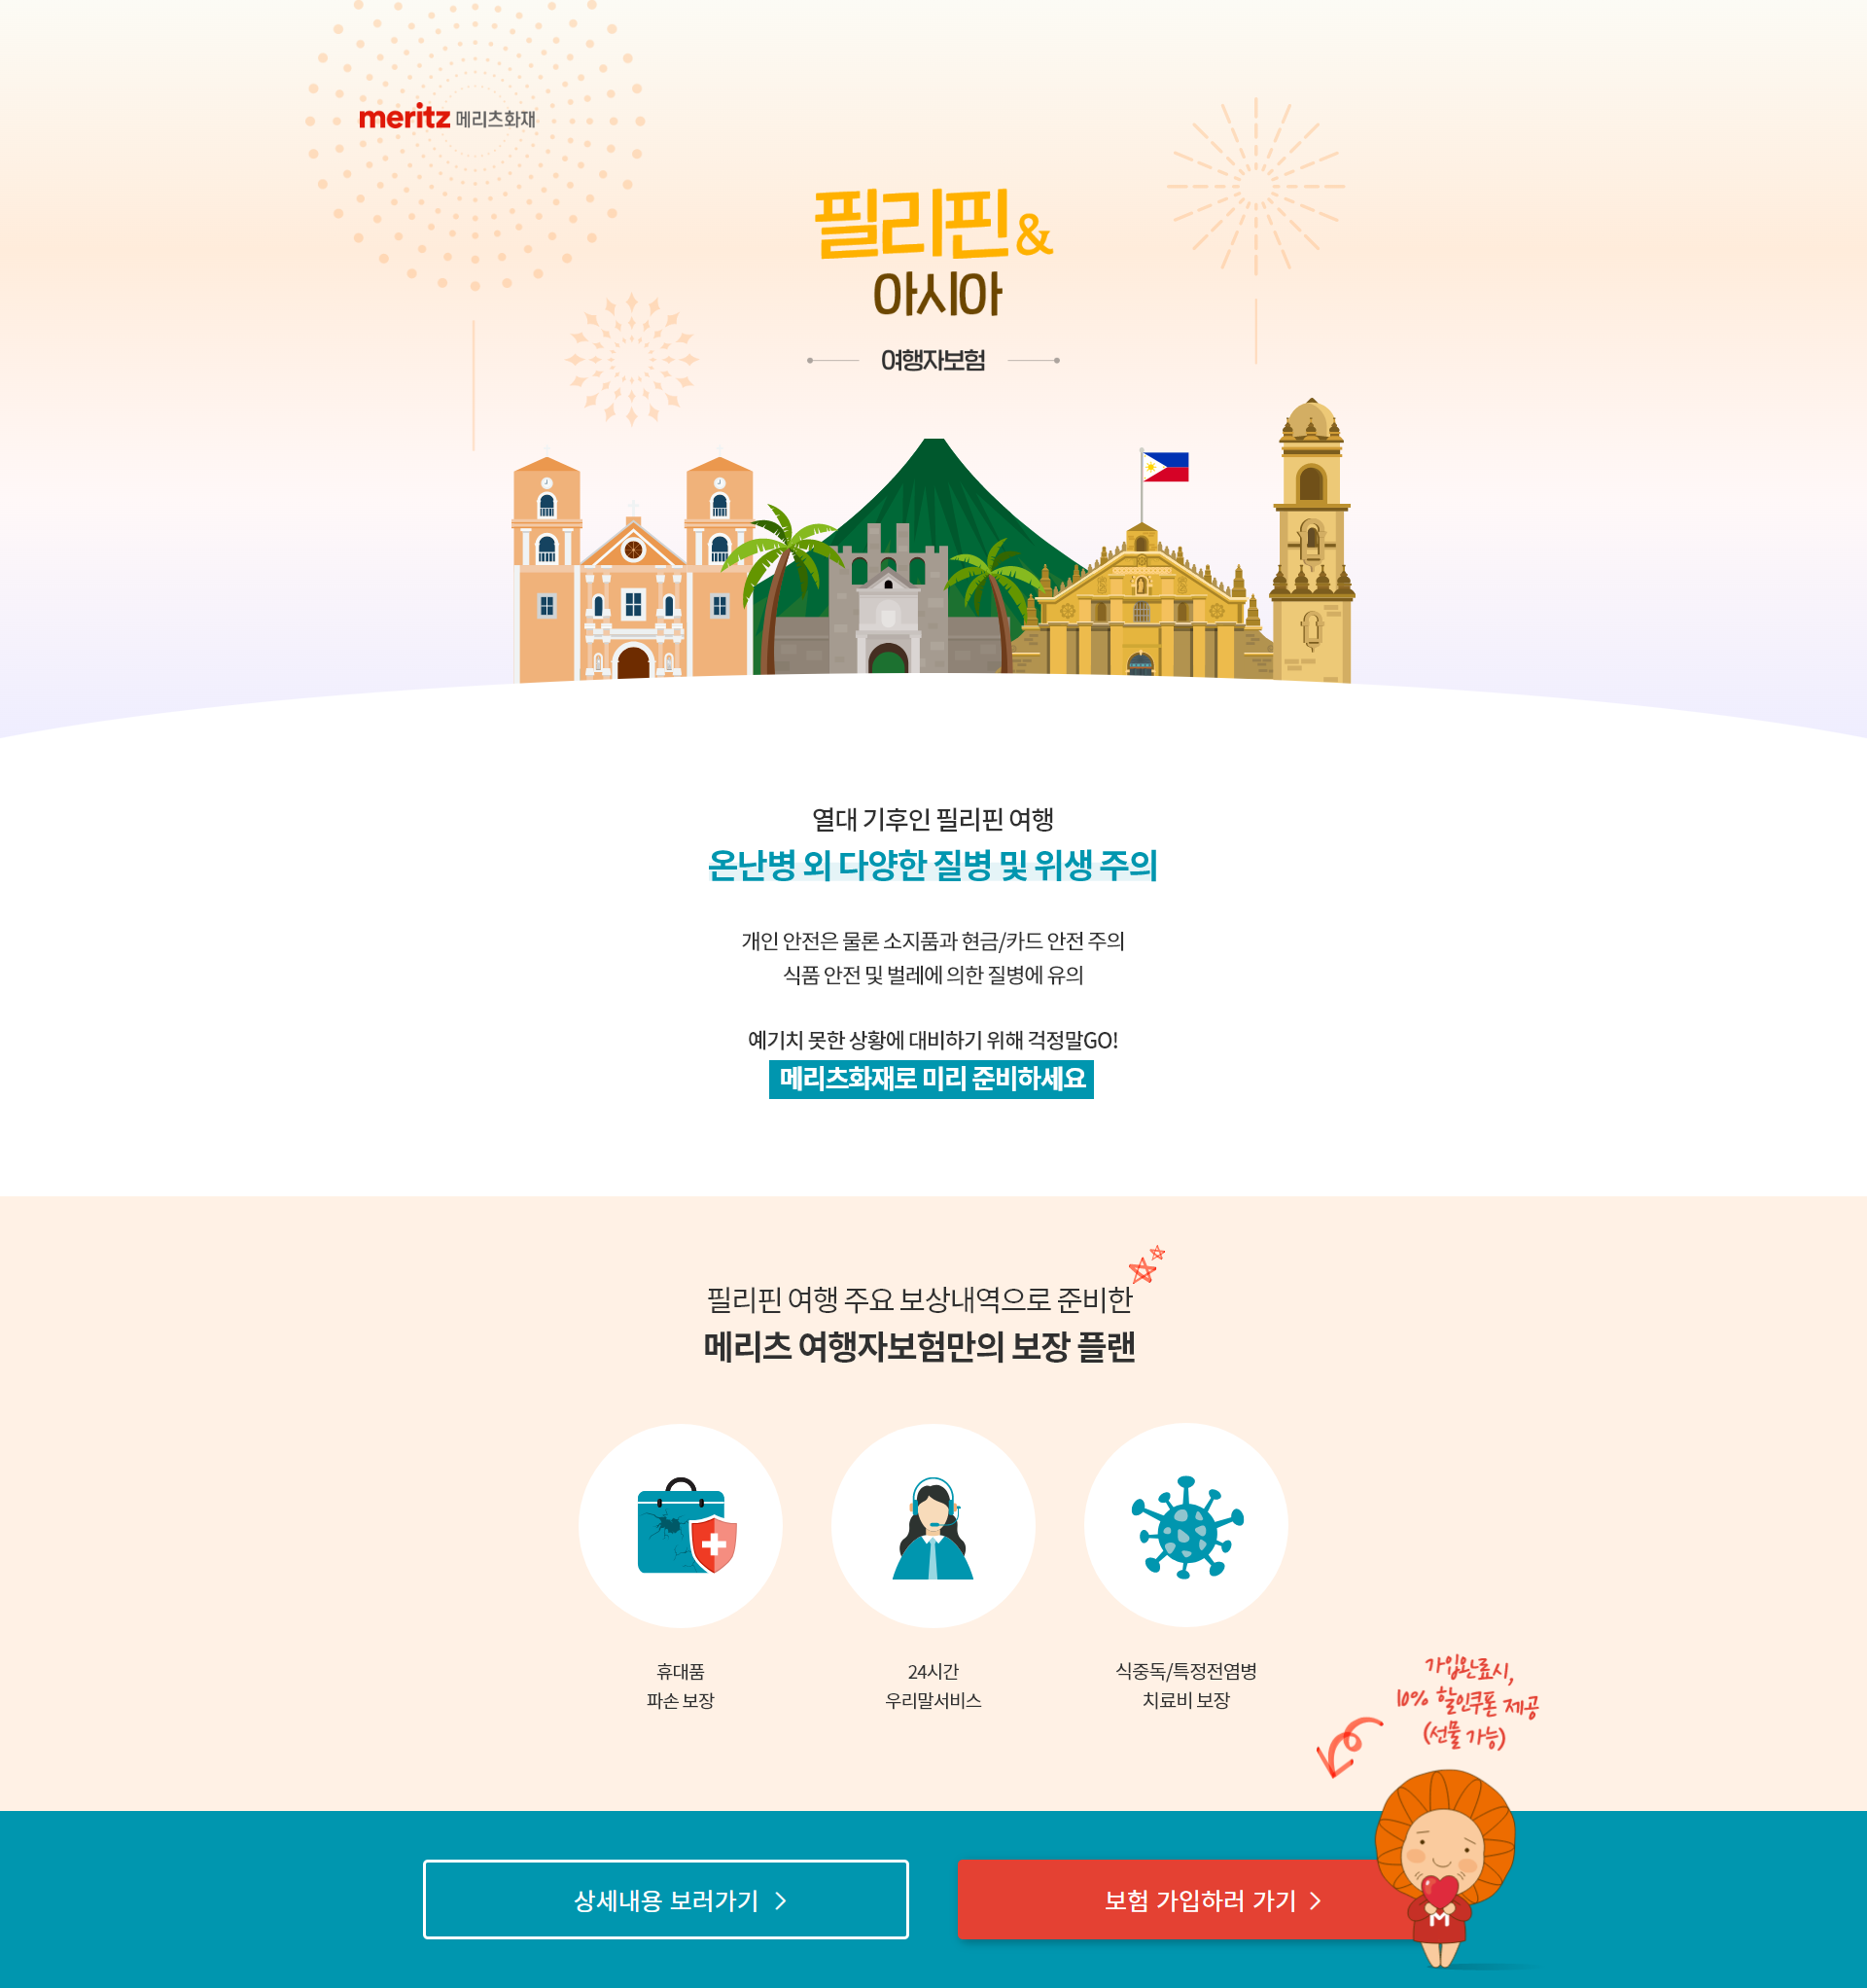 meritz 메리츠화재
필리핀 &
아시아
여행자보험
열대 기후인 필리핀 여행
온난병 외 다양한 질병 및 위생 주의
개인 안전은 물론 소지품과 현금/카드 안전 주의
식품 안전 및 벌레에 의한 질병에 유의
예기치 못한 상황에 대비하기 위해 걱정말GO!
메리츠화재로 미리 준비하세요
필리핀 여행 주요 보상내역으로 준비한
메리츠 여행자보험만의 보장 플랜
휴대품
파손 보장
24시간
우리말서비스
식중독/특정전염병
치료비 보장
가입완료시,
10% 할인쿠폰 제공
(선물 가능)
상세내용 보러가기 >
보험 가입하러 가기 >
M